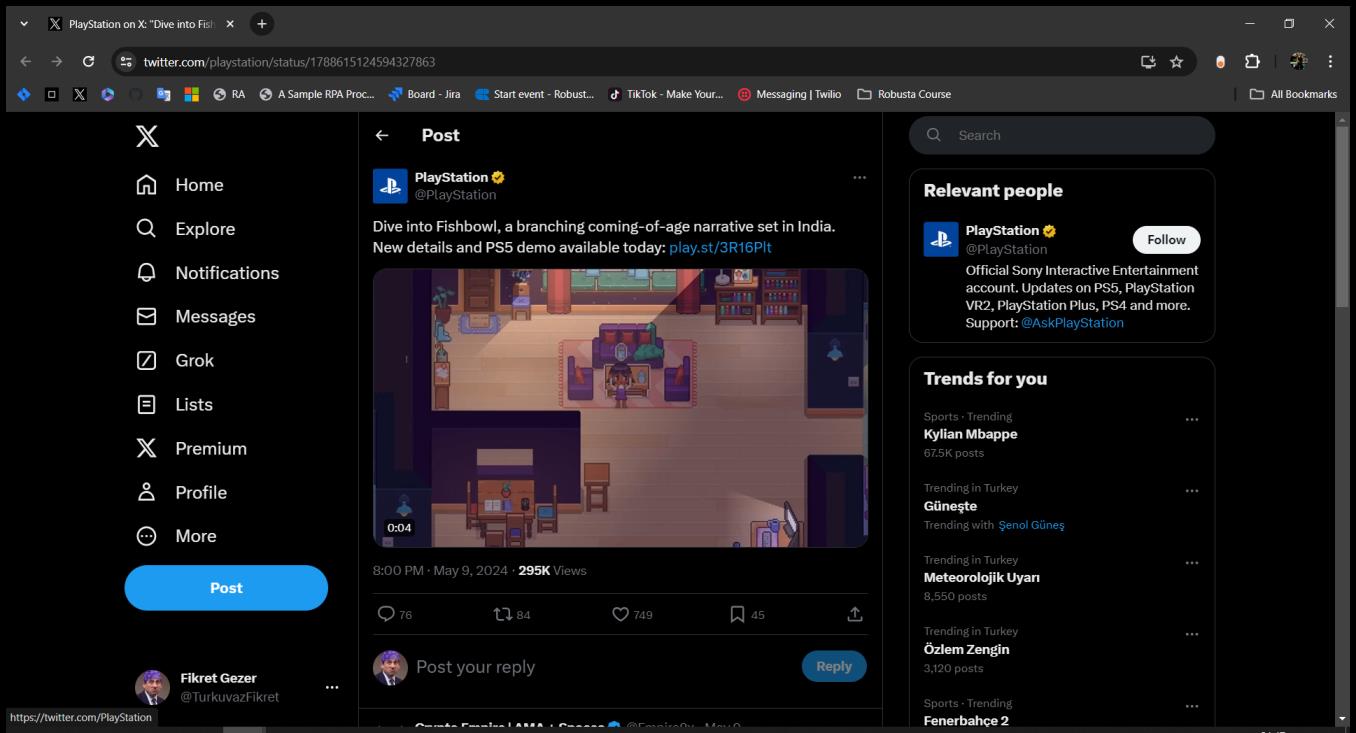 PlayStation on X: "Dive into Fish
twitter.com/playstation/status/1788615124594327863
RA
A Sample RPA Proc...
Board - Jira
Start event - Robust...
TikTok - Make Your...
Messaging | Twilio
Robusta Course
All Bookmarks
Home
Explore
Notifications
Messages
Grok
Lists
Premium
Profile
More
Post
Fikret Gezer
@TurkuvazFikret
https://twitter.com/PlayStation
Post
PlayStation
@PlayStation
Dive into Fishbowl, a branching coming-of-age narrative set in India.
New details and PS5 demo available today: play.st/3R16Plt
0:04
8:00 PM · May 9, 2024 · 295K Views
76 84 749 45
Post your reply
Reply
Crypto Empire | AMA + Spaces @Empire0x · May 9
Search
Relevant people
PlayStation
@PlayStation
Follow
Official Sony Interactive Entertainment
account. Updates on PS5, PlayStation
VR2, PlayStation Plus, PS4 and more.
Support: @AskPlayStation
Trends for you
Sports · Trending
Kylian Mbappe
67.5K posts
Trending in Turkey
Güneşte
Trending with Şenol Güneş
Trending in Turkey
Meteorolojik Uyarı
8,550 posts
Trending in Turkey
Özlem Zengin
3,120 posts
Sports · Trending
Fenerbahçe 2